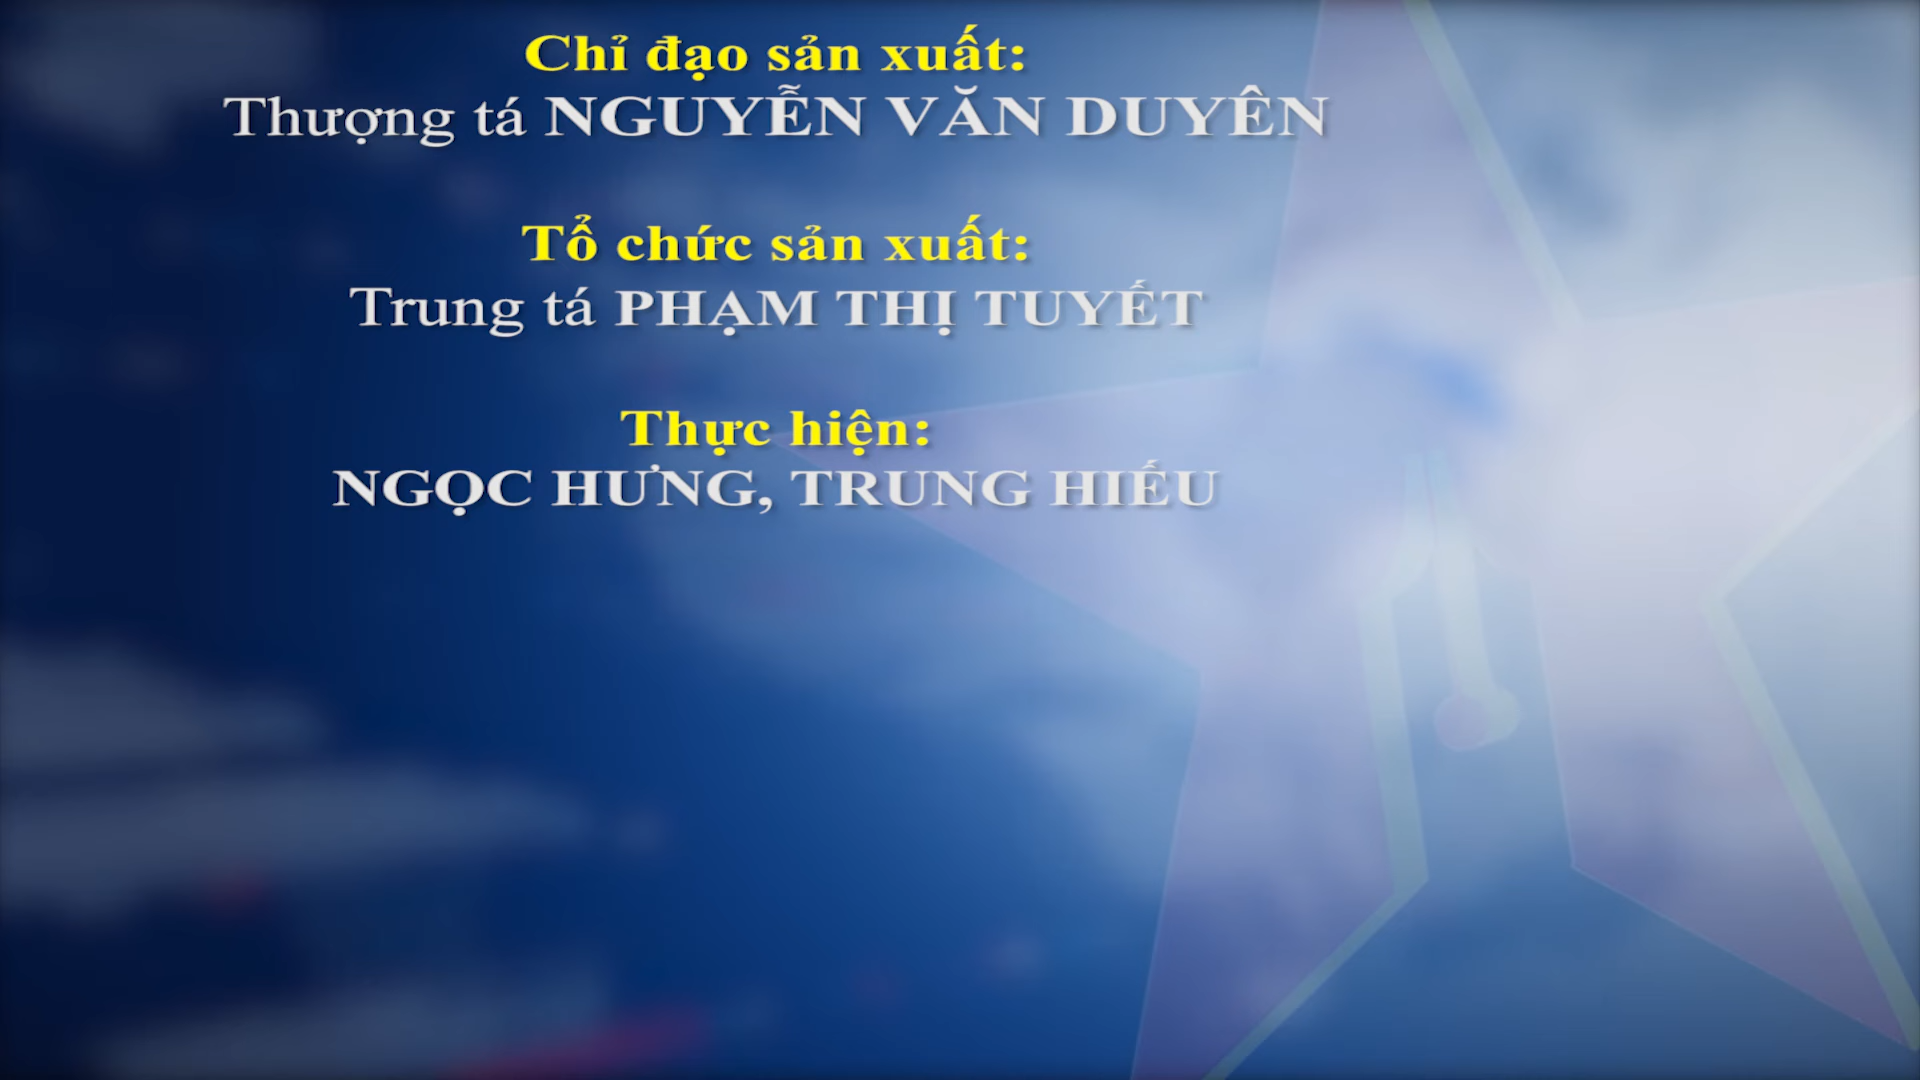 Chỉ đạo sản xuất:
Thượng tá NGUYỄN VĂN DUYÊN
Tổ chức sản xuất:
Trung tá PHẠM THỊ TUYẾT
Thực hiện:
NGỌC HƯNG, TRUNG HIẾU